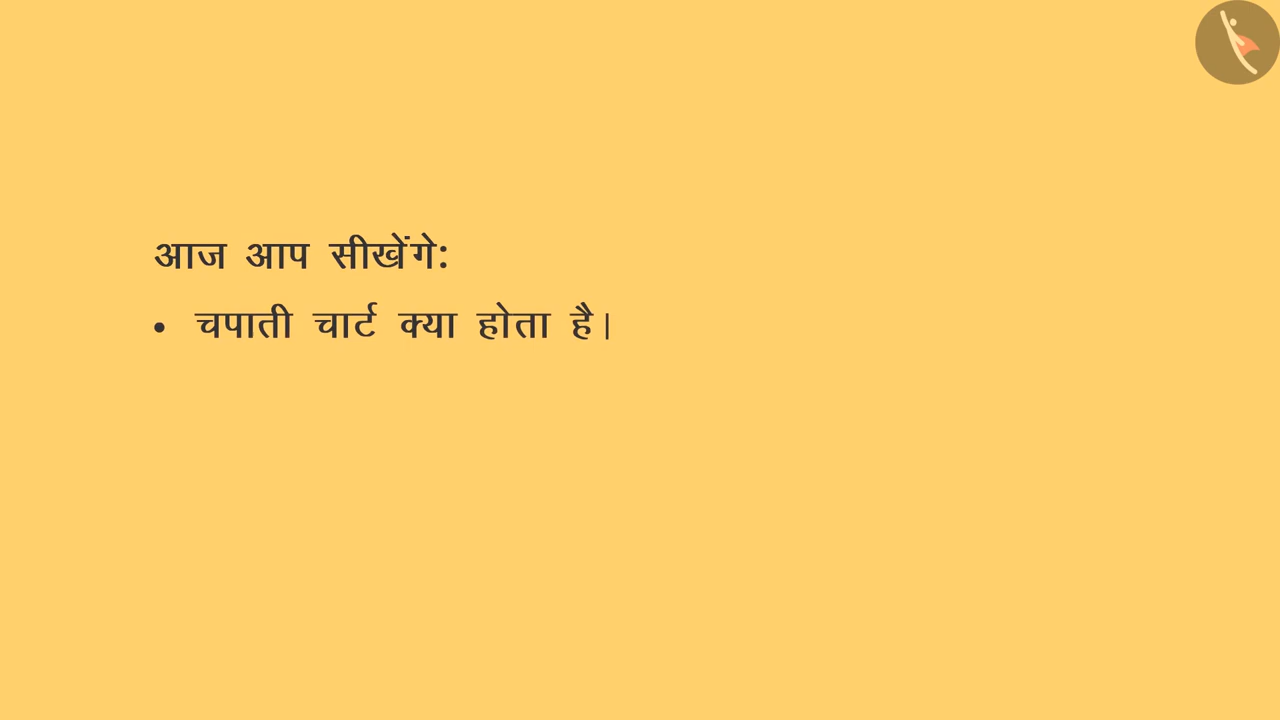 आज आप सीखेंगे:
• चपाती चार्ट क्या होता है।